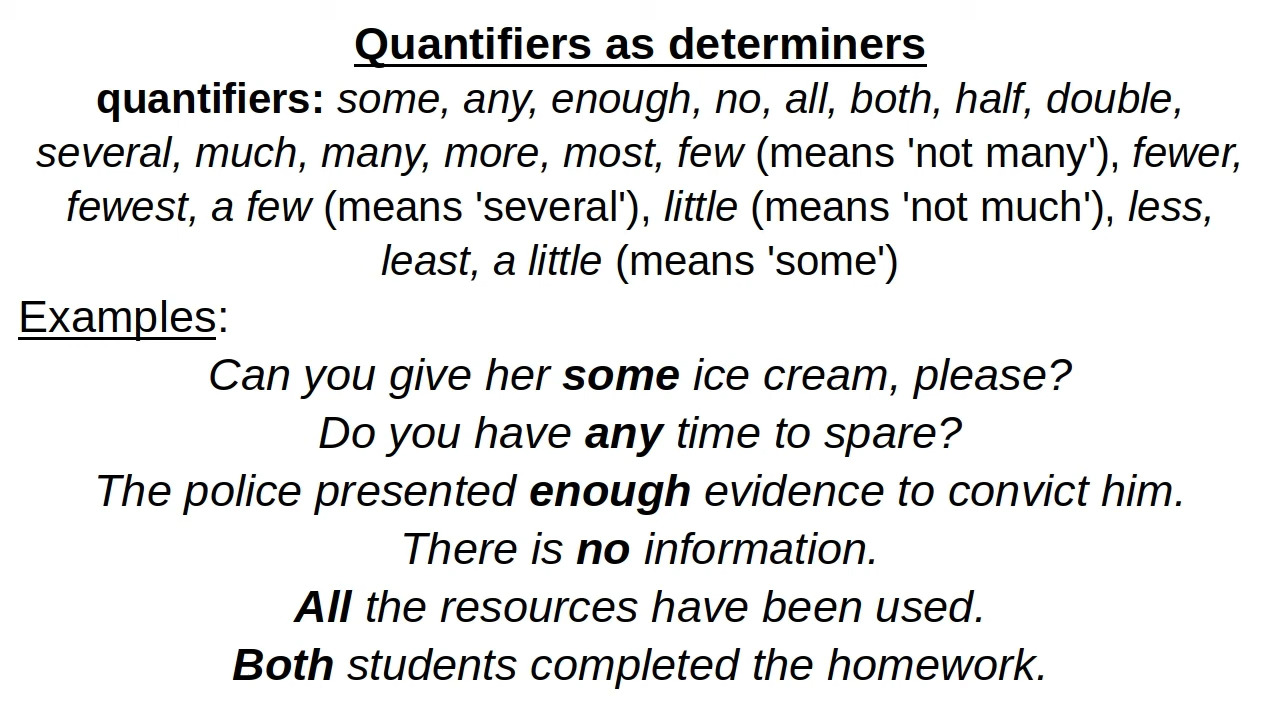 Quantifiers as determiners
quantifiers: some, any, enough, no, all, both, half, double,
several, much, many, more, most, few (means 'not many'), fewer,
fewest, a few (means 'several'), little (means 'not much'), less,
least, a little (means 'some')
Examples:
Can you give her some ice cream, please?
Do you have any time to spare?
The police presented enough evidence to convict him.
There is no information.
All the resources have been used.
Both students completed the homework.